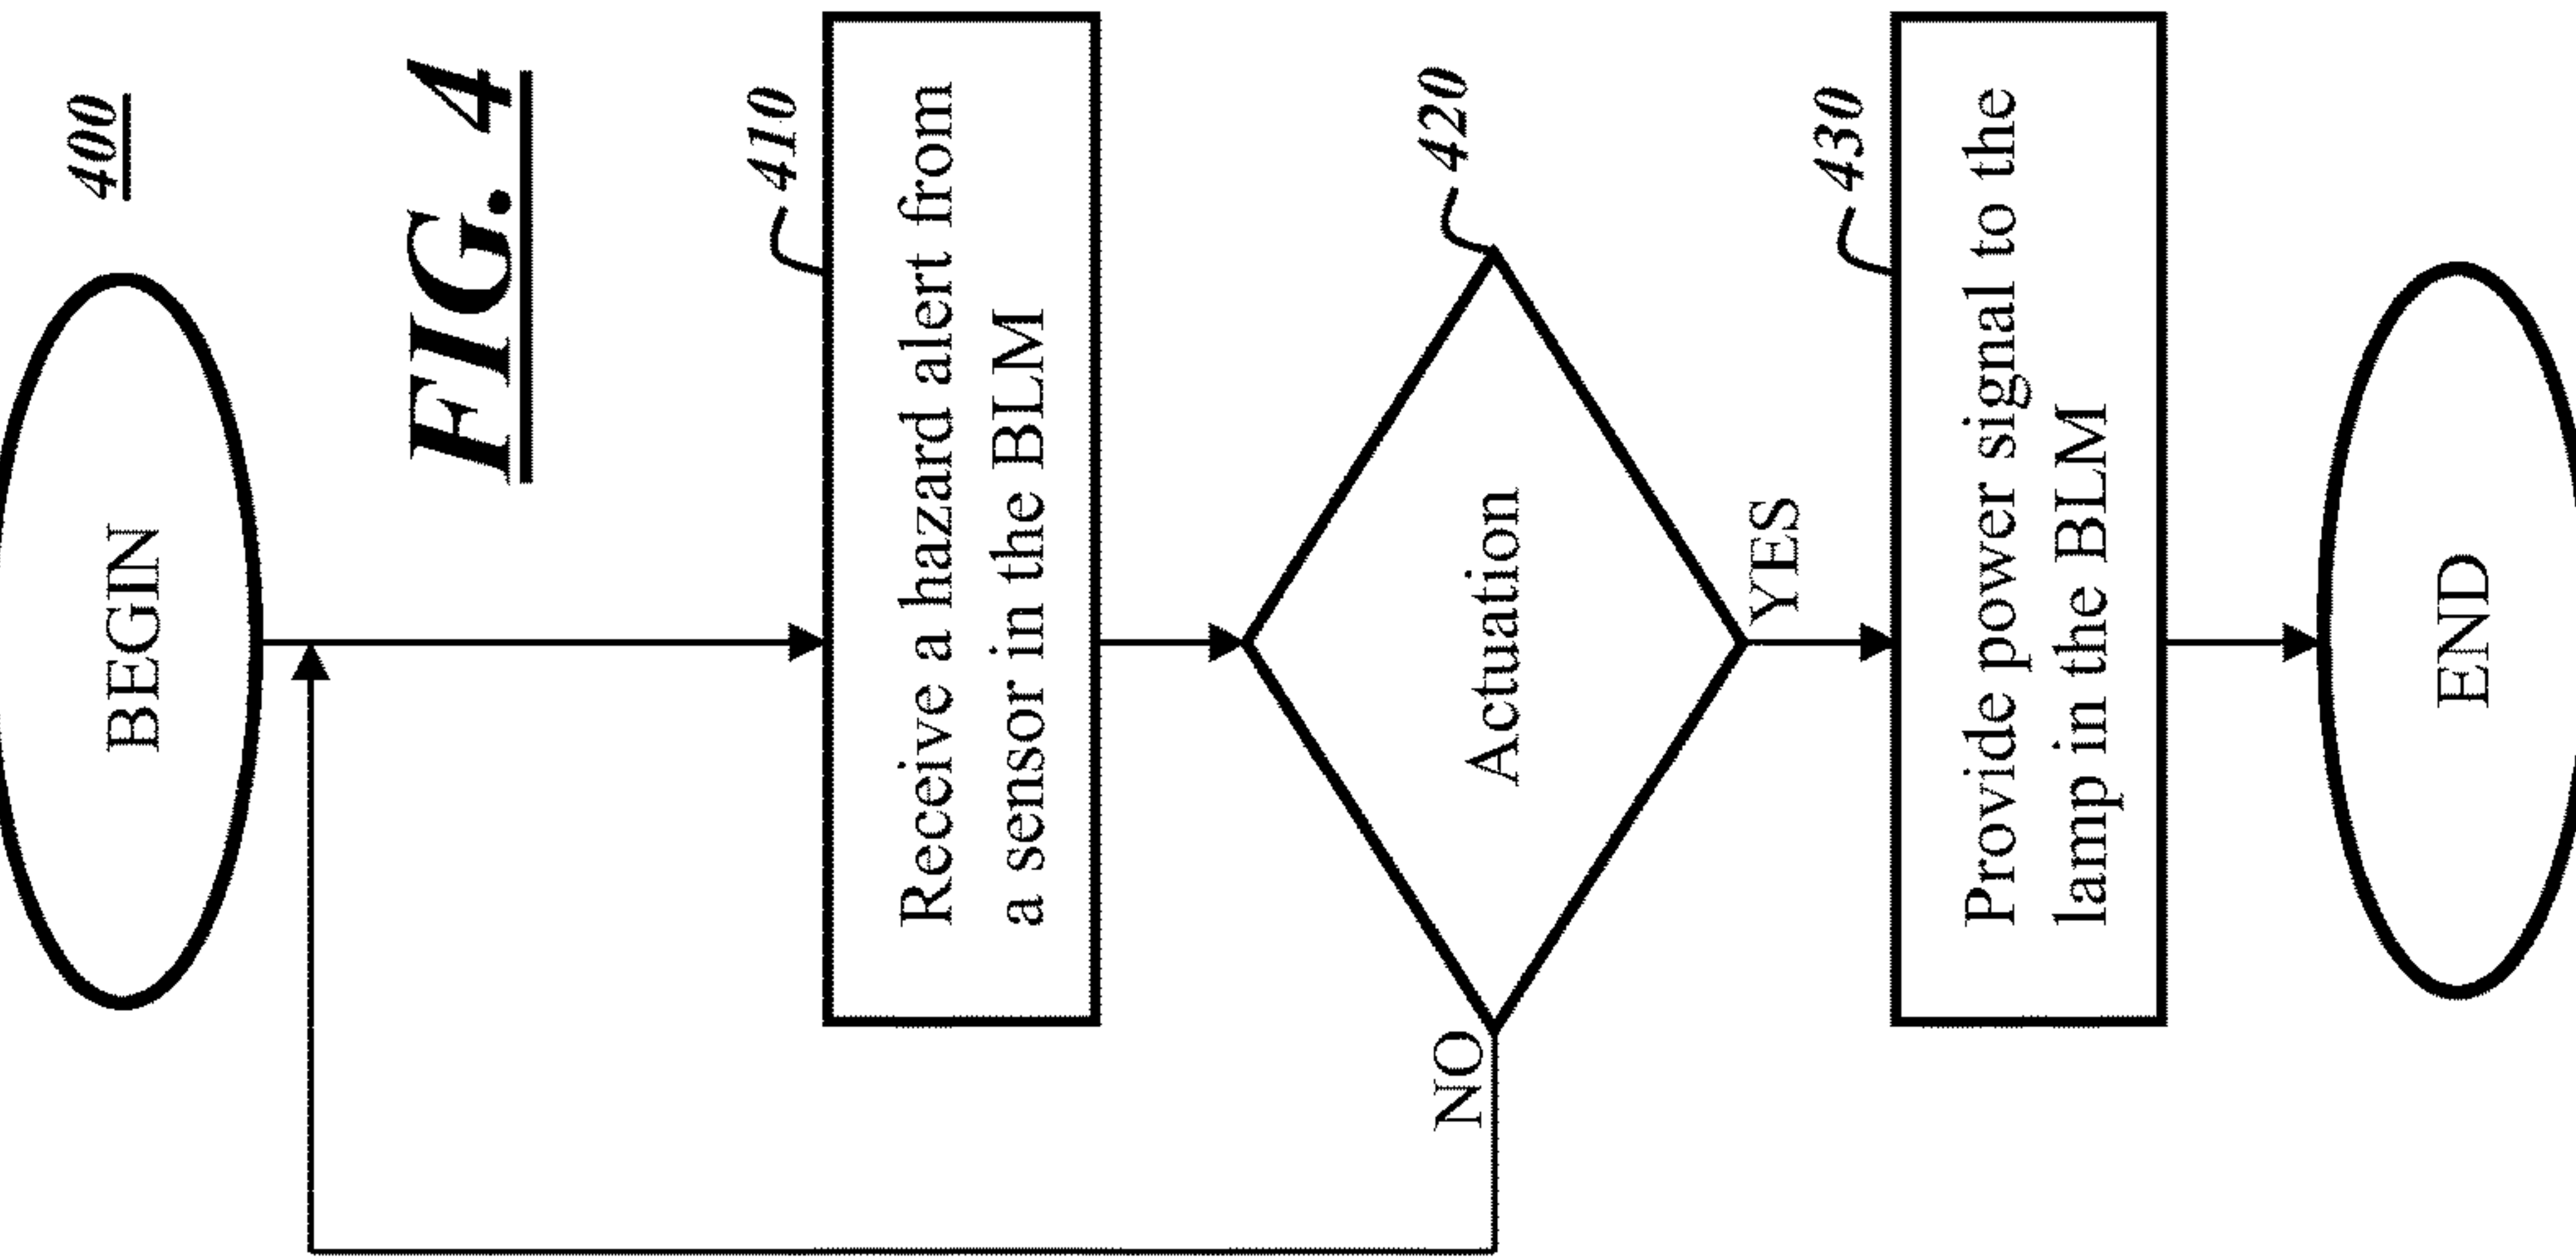 400
FIG. 4
BEGIN
410
Receive a hazard alert from
a sensor in the BLM
420
Actuation
NO
YES
430
Provide power signal to the
lamp in the BLM
END